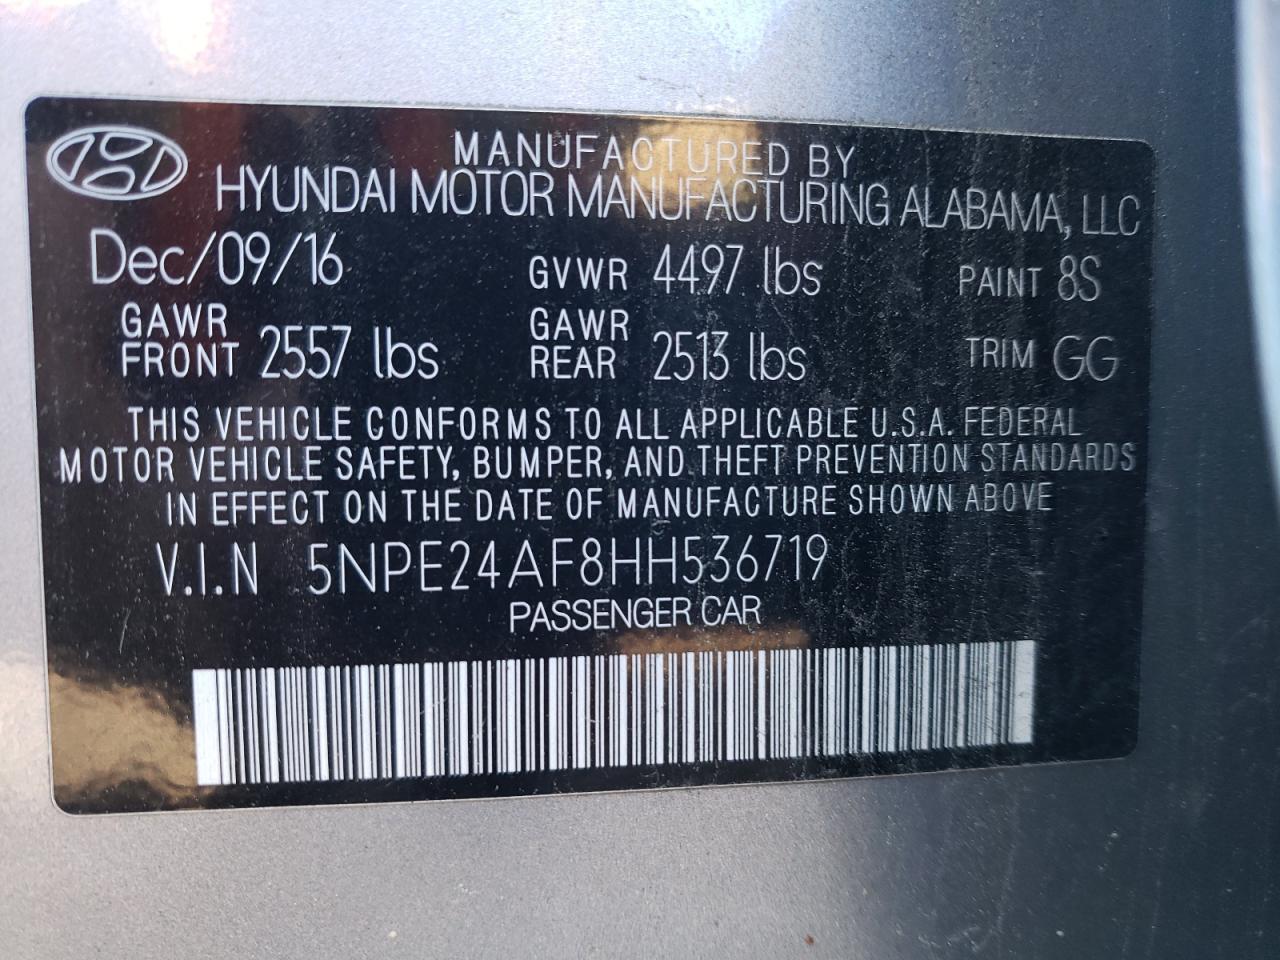 MANUFACTURED BY
HYUNDAI MOTOR MANUFACTURING ALABAMA, LLC
Dec/09/16 GVWR 4497 lbs PAINT 8S
GAWR FRONT 2557 lbs GAWR REAR 2513 lbs TRIM GG
THIS VEHICLE CONFORMS TO ALL APPLICABLE U.S.A. FEDERAL
MOTOR VEHICLE SAFETY, BUMPER, AND THEFT PREVENTION STANDARDS
IN EFFECT ON THE DATE OF MANUFACTURE SHOWN ABOVE
V.I.N 5NPE24AF8HH536719
PASSENGER CAR